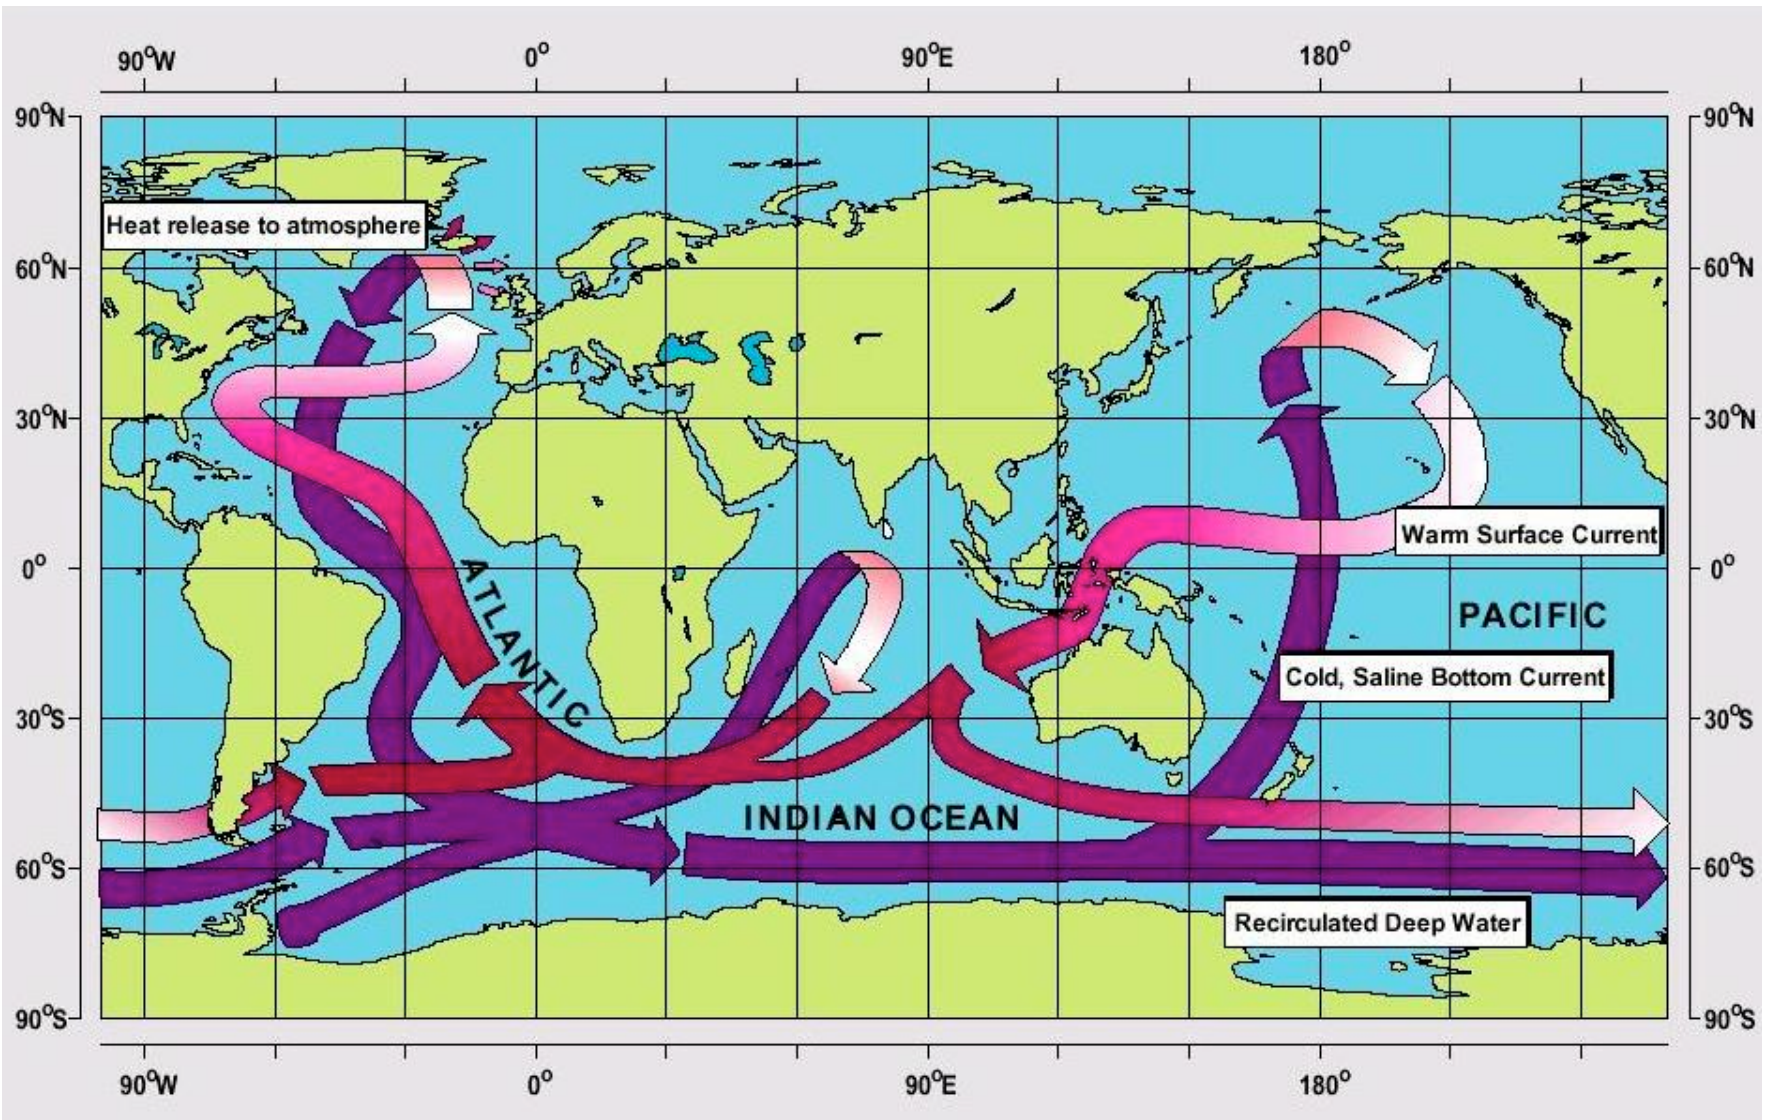 90°W 0° 90°E 180°
90°N 90°N
Heat release to atmosphere
60°N 60°N
30°N 30°N
Warm Surface Current
0° 0°
ATLANTIC
PACIFIC
Cold, Saline Bottom Current
30°S 30°S
INDIAN OCEAN
60°S 60°S
Recirculated Deep Water
90°S 90°S
90°W 0° 90°E 180°